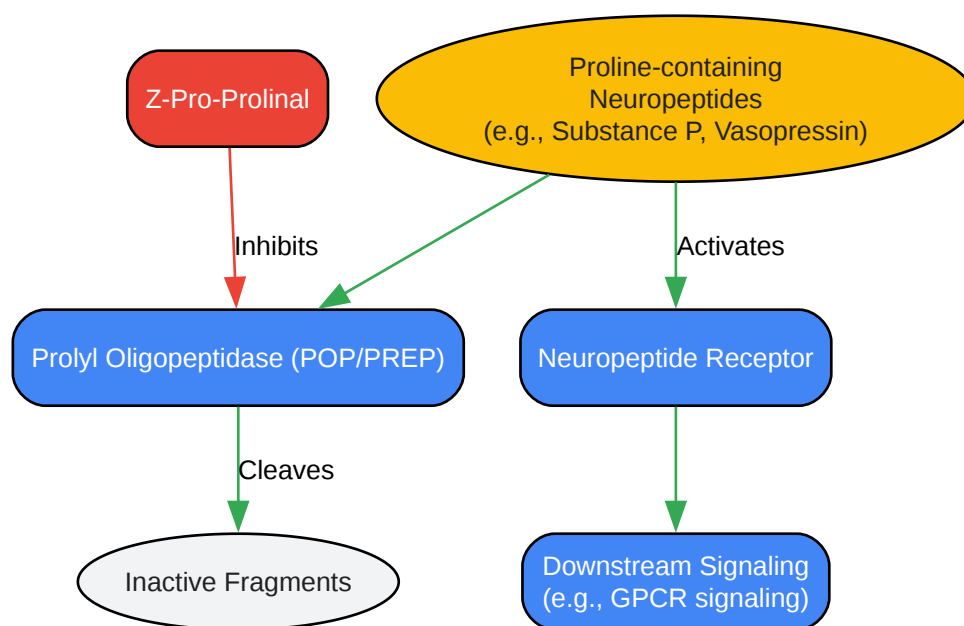 Z-Pro-Prolinal
Proline-containing
Neuropeptides
(e.g., Substance P, Vasopressin)
Inhibits
Activates
Prolyl Oligopeptidase (POP/PREP)
Neuropeptide Receptor
Cleaves
Inactive Fragments
Downstream Signaling
(e.g., GPCR signaling)